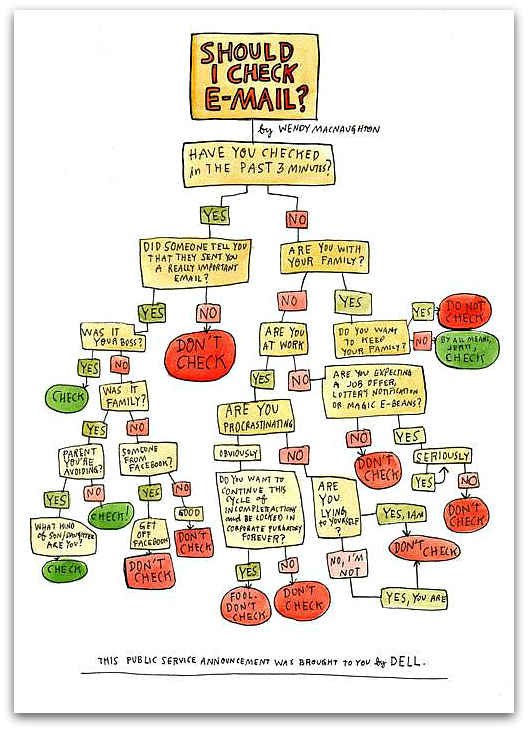 SHOULD
I CHECK
E-MAIL?
by WENDY MACNAUGHTON
HAVE YOU CHECKED
in THE PAST 3 MINUTES?
YES
NO
DID SOMEONE TELL YOU
THAT THEY SENT YOU
A REALLY IMPORTANT
EMAIL?
ARE YOU WITH
YOUR FAMILY?
YES
NO
NO
YES
WAS IT
YOUR BOSS?
DON'T
CHECK
ARE YOU
AT WORK
DO YOU WANT
TO KEEP
YOUR FAMILY?
YES
DO NOT
CHECK
NO
BY ALL MEANS,
JOHN,
CHECK
YES
NO
CHECK
WAS IT
FAMILY?
YES
NO
ARE YOU EXPECTING
A JOB OFFER,
LOTTERY NOTIFICATION
OR MAGIC E-BEANS?
YES
NO
ARE YOU
PROCRASTINATING
NO
YES
PARENT
YOU'RE
AVOIDING?
SOMEONE
FROM
FACEBOOK?
OBVIOUSLY
NO
DON'T
CHECK
SERIOUSLY
YES
NO
YES
NO
YES
NO
DO YOU WANT TO
CONTINUE THIS
CYCLE of
INCOMPLETE ACTIONS
and BE LOCKED IN
CORPORATE PURGATORY
FOREVER?
ARE
YOU
LYING
TO YOURSELF
?
DON'T
CHECK
CHECK!
GOOD
YES, I AM
WHAT KIND
of SON/DAUGHTER
ARE YOU?
GET
OFF
FACEBOOK
DON'T
CHECK
DON'T CHECK
CHECK
DON'T
CHECK
YES
NO
NO, I'M
NOT
FOOL.
DON'T
CHECK
DON'T
CHECK
YES, YOU ARE
THIS PUBLIC SERVICE ANNOUNCEMENT WAS BROUGHT TO YOU by DELL.